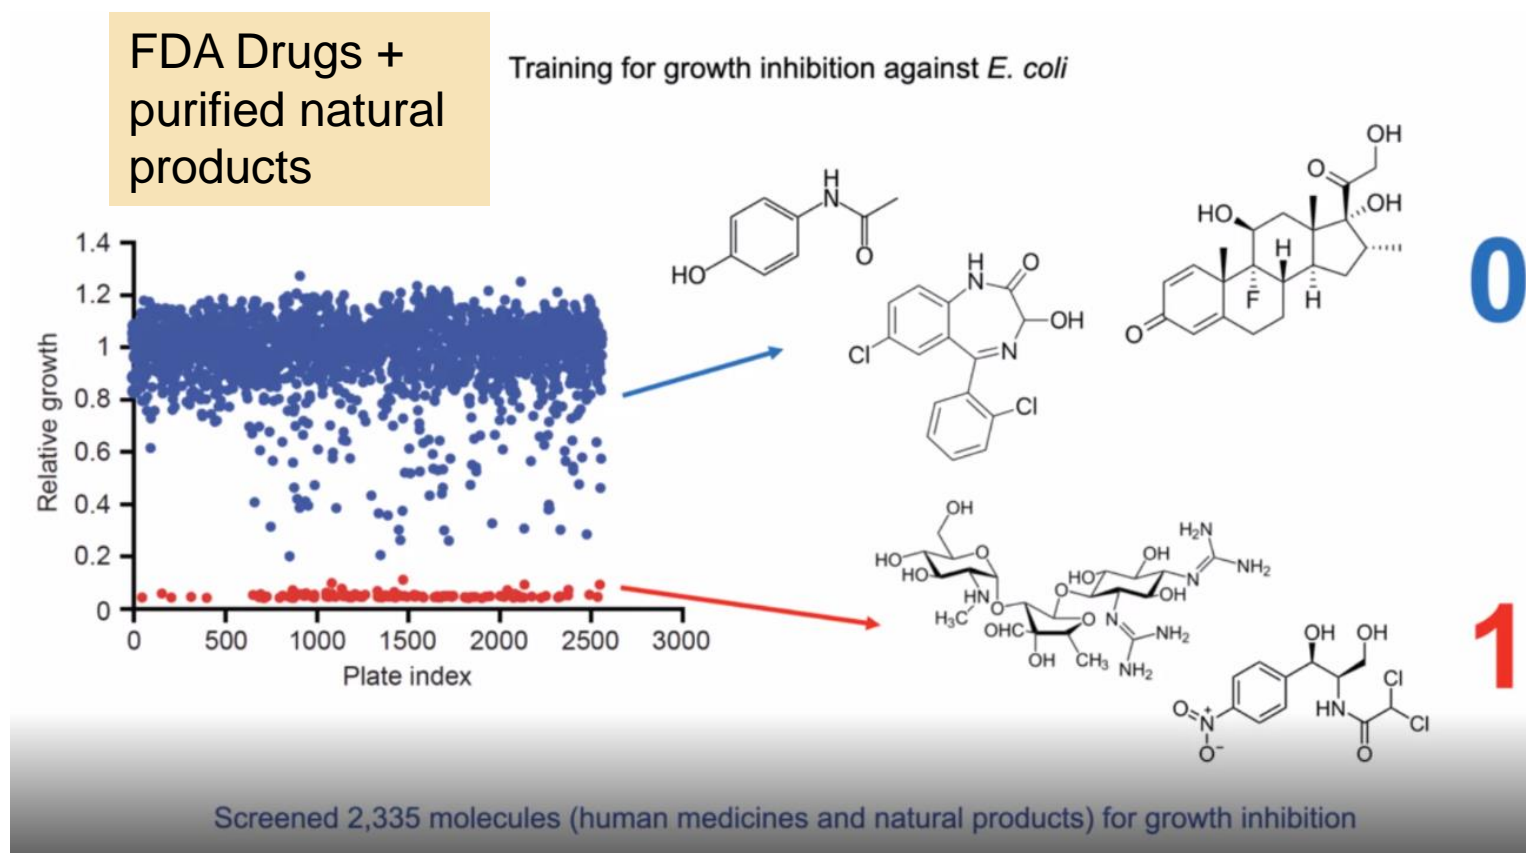 FDA Drugs +
purified natural
products
Training for growth inhibition against E. coli
1.4
1.2
1
0.8
0.6
0.4
0.2
0
Relative growth
0 500 1000 1500 2000 2500 3000
Plate index
H
N
O
HO
H
N
O
OH
N
Cl
Cl
OH
O
OH
HO
H
F
H
O
0
OH
HO
O
HO
HN
H₃C
O
OHC
OH
CH₃
O
O
HO
OH
OH
N
H₂N
NH₂
N
NH₂
NH₂
1
OH OH
Cl
HN
Cl
O
O
N⁺
O⁻
Screened 2,335 molecules (human medicines and natural products) for growth inhibition